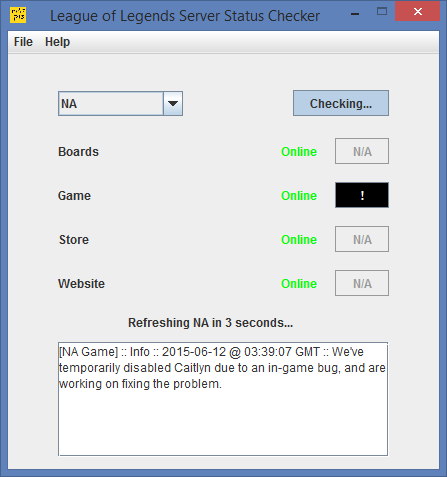 League of Legends Server Status Checker
File Help
NA Checking...
Boards Online N/A
Game Online !
Store Online N/A
Website Online N/A
Refreshing NA in 3 seconds...
[NA Game] :: Info :: 2015-06-12 @ 03:39:07 GMT :: We've
temporarily disabled Caitlyn due to an in-game bug, and are
working on fixing the problem.